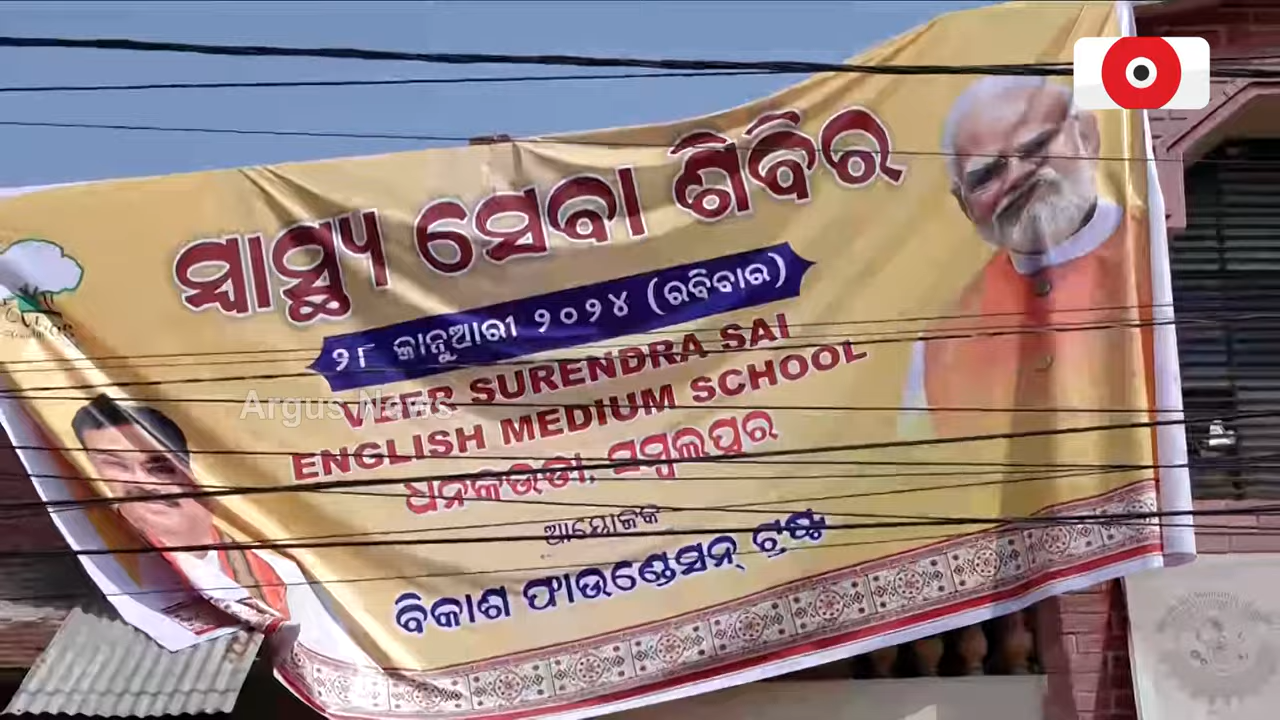 ସ୍ୱାସ୍ଥ୍ୟ ସେବା ଶିବିର
୨୮ ଜାନୁଆରୀ ୨୦୨୪ (ରବିବାର)
VEER SURENDRA SAI
Argus News
ENGLISH MEDIUM SCHOOL
ଧନକଉଡା, ସମ୍ବଲପୁର
ଆୟୋଜକ
ବିକାଶ ଫାଉଣ୍ଡେସନ୍ ଟ୍ରଷ୍ଟ